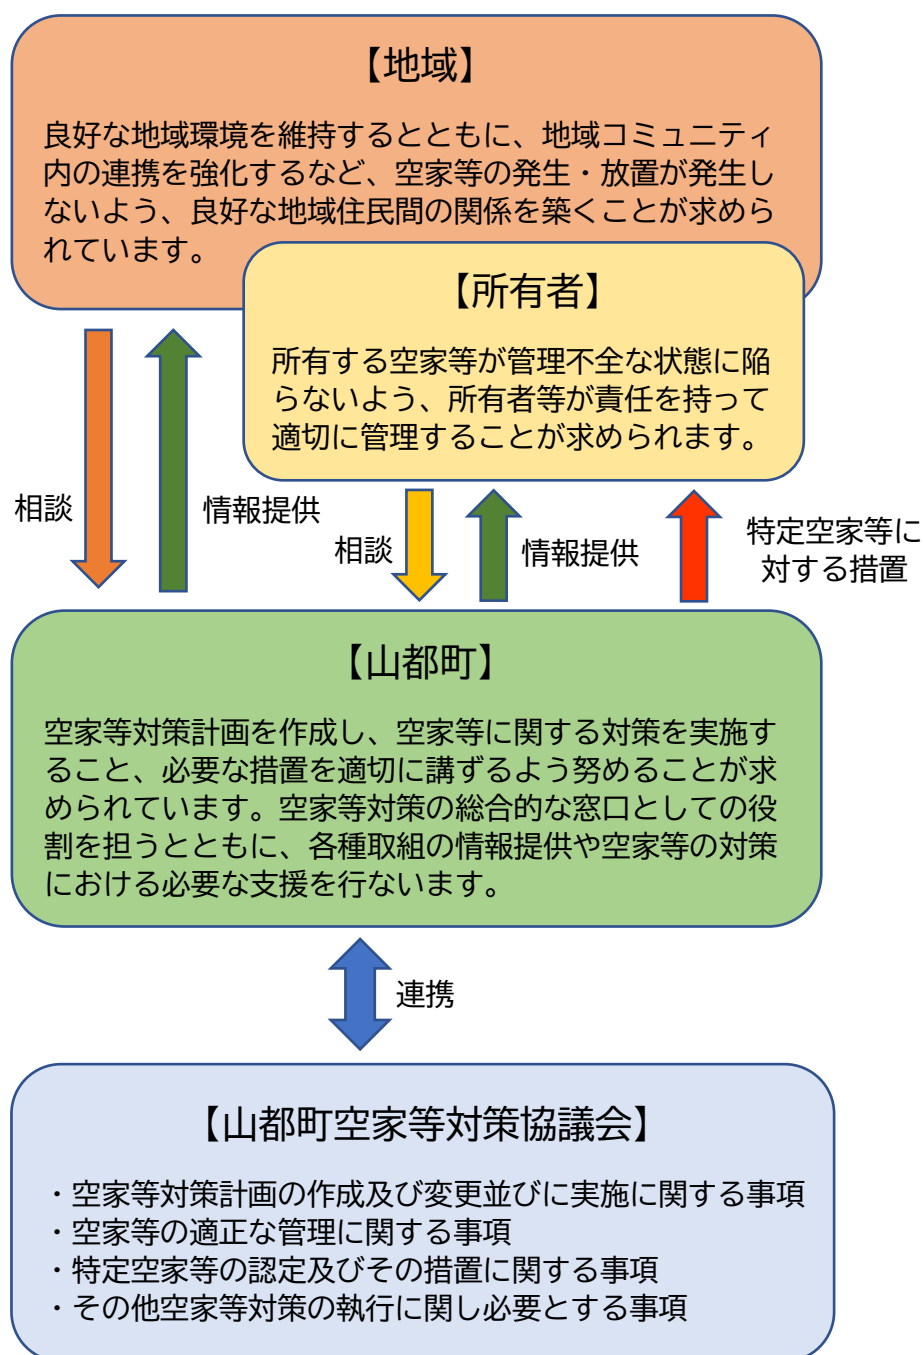 【地域】
良好な地域環境を維持するとともに、地域コミュニティ
内の連携を強化するなど、空家等の発生・放置が発生し
ないよう、良好な地域住民間の関係を築くことが求めら
れています。
【所有者】
所有する空家等が管理不全な状態に陥
らないよう、所有者等が責任を持って
適切に管理することが求められます。
相談
情報提供
相談
情報提供
特定空家等に
対する措置
【山都町】
空家等対策計画を作成し、空家等に関する対策を実施す
ること、必要な措置を適切に講ずるよう努めることが求
められています。空家等対策の総合的な窓口としての役
割を担うとともに、各種取組の情報提供や空家等の対策
における必要な支援を行ないます。
連携
【山都町空家等対策協議会】
・空家等対策計画の作成及び変更並びに実施に関する事項
・空家等の適正な管理に関する事項
・特定空家等の認定及びその措置に関する事項
・その他空家等対策の執行に関し必要とする事項